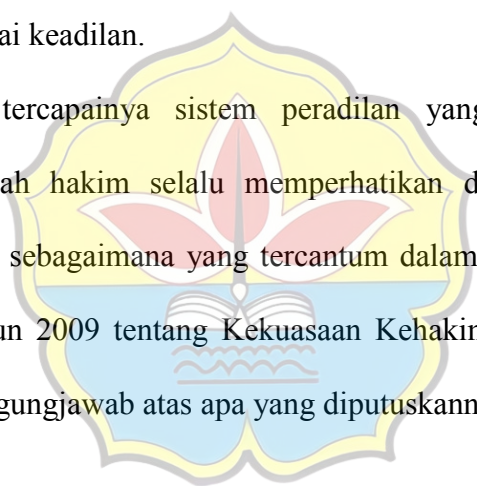 ai keadilan.
tercapainya sistem peradilan yang
ah hakim selalu memperhatikan d
sebagaimana yang tercantum dalam
un 2009 tentang Kekuasaan Kehakin
gungjawab atas apa yang diputuskann